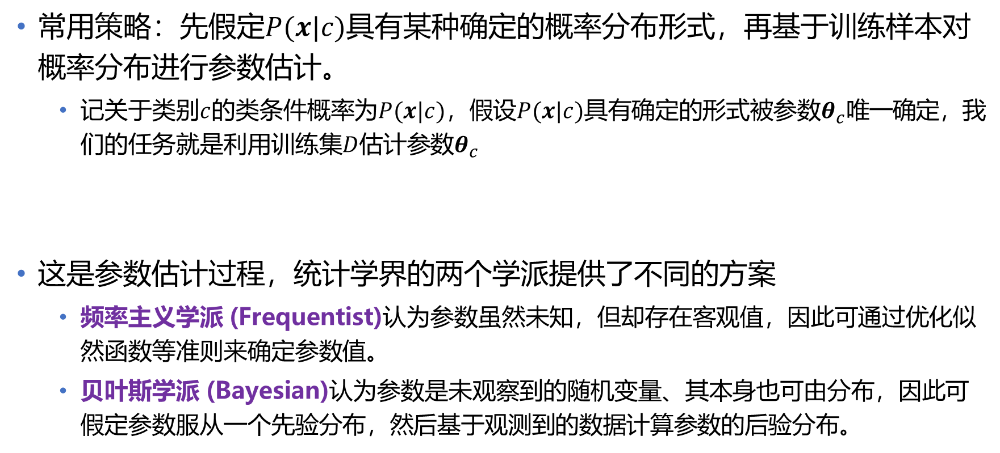 • 常用策略：先假定P(x|c)具有某种确定的概率分布形式，再基于训练样本对
概率分布进行参数估计。
• 记关于类别c的类条件概率为P(x|c)，假设P(x|c)具有确定的形式被参数θc唯一确定，我
们的任务就是利用训练集D估计参数θc
• 这是参数估计过程，统计学界的两个学派提供了不同的方案
• 频率主义学派 (Frequentist)认为参数虽然未知，但却存在客观值，因此可通过优化似
然函数等准则来确定参数值。
• 贝叶斯学派 (Bayesian)认为参数是未观察到的随机变量、其本身也可由分布，因此可
假定参数服从一个先验分布，然后基于观测到的数据计算参数的后验分布。